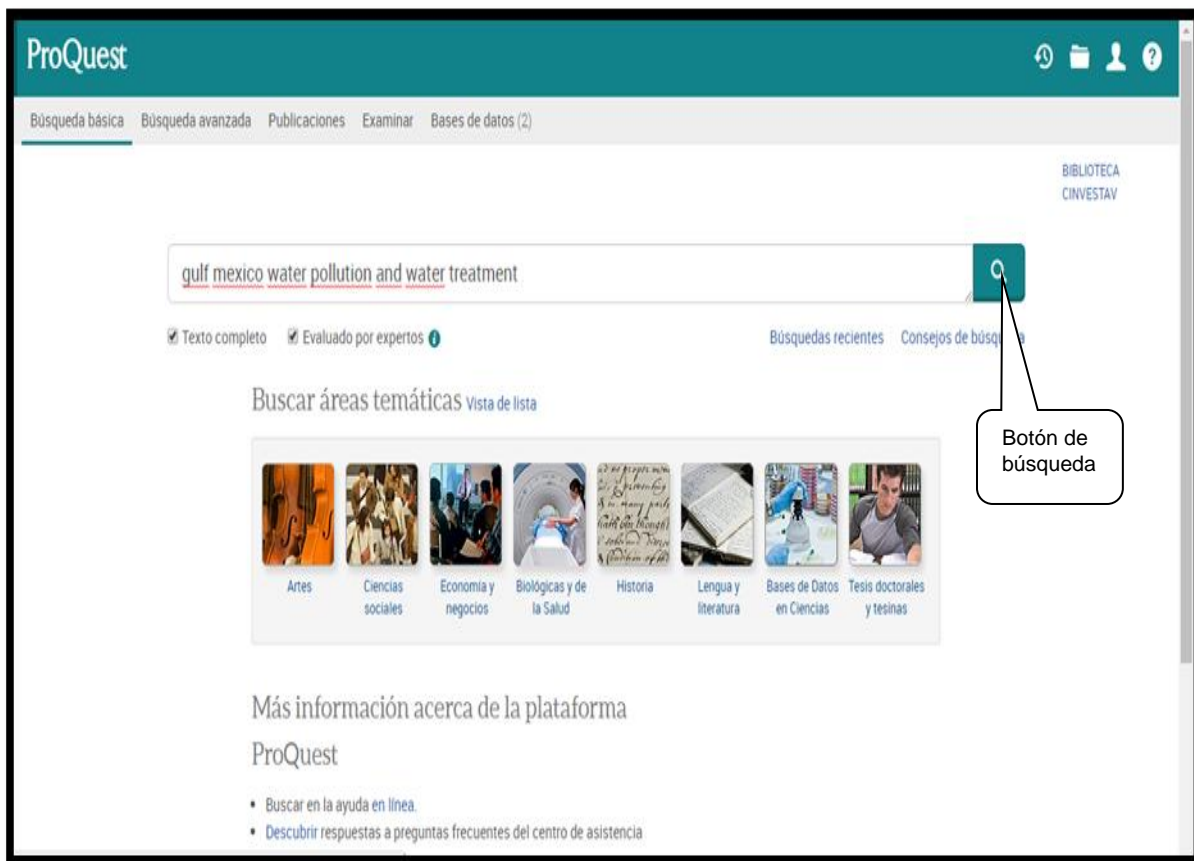 ProQuest
Búsqueda básica Búsqueda avanzada Publicaciones Examinar Bases de datos (2)
BIBLIOTECA
CINVESTAV
gulf mexico water pollution and water treatment
Texto completo Evaluado por expertos
Búsquedas recientes Consejos de búsqueda
Buscar áreas temáticas Vista de lista
Botón de
búsqueda
Artes
Ciencias
sociales
Economía y
negocios
Biológicas y de
la Salud
Historia
Lengua y
literatura
Bases de Datos
en Ciencias
Tesis doctorales
y tesinas
Más información acerca de la plataforma
ProQuest
• Buscar en la ayuda en línea.
• Descubrir respuestas a preguntas frecuentes del centro de asistencia